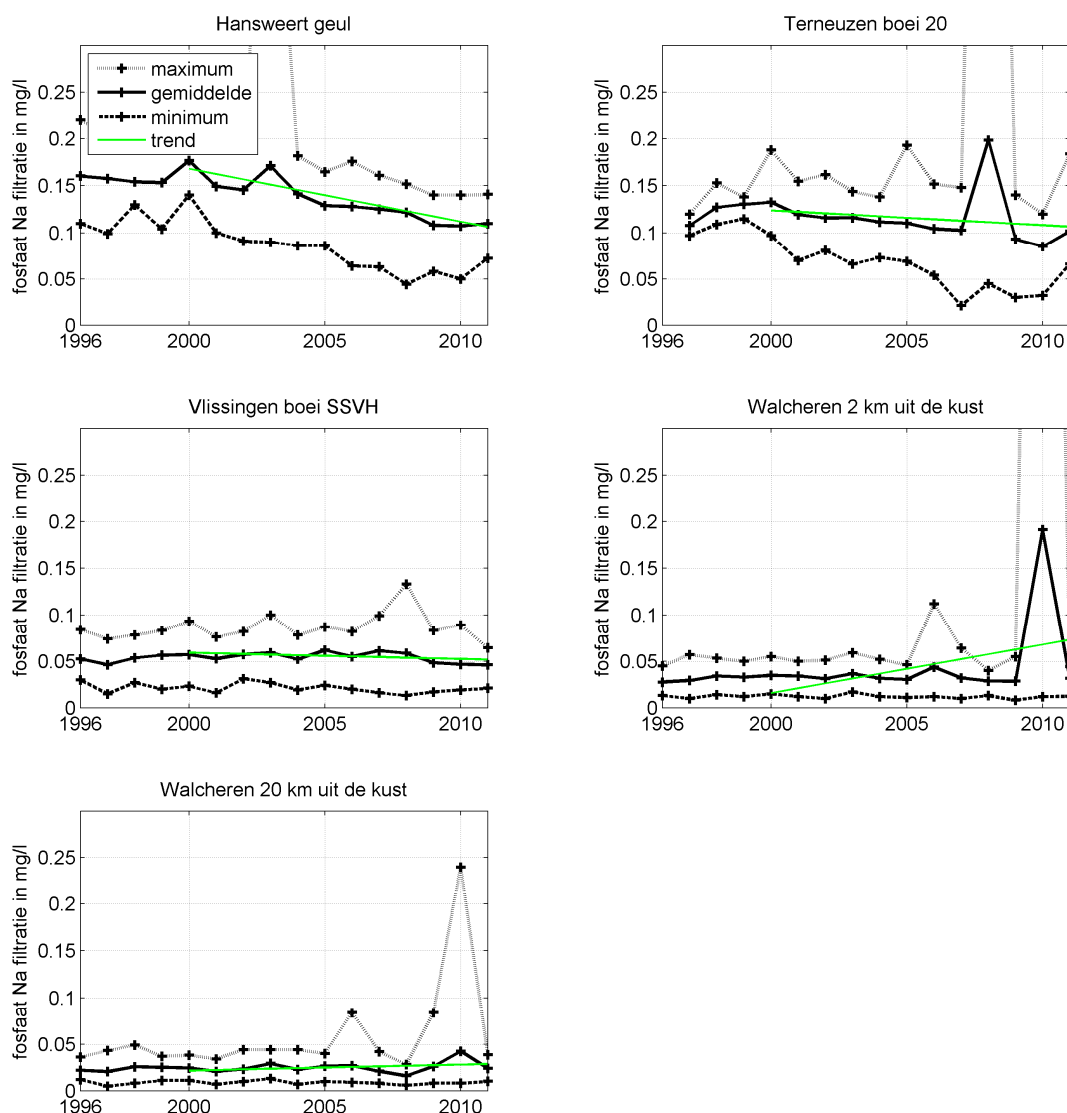 Hansweert geul
fosfaat Na filtratie in mg/l
0.25
0.2
0.15
0.1
0.05
0
1996 2000 2005 2010
maximum
gemiddelde
minimum
trend
Terneuzen boei 20
fosfaat Na filtratie in mg/l
0.25
0.2
0.15
0.1
0.05
0
1996 2000 2005 2010
Vlissingen boei SSVH
fosfaat Na filtratie in mg/l
0.25
0.2
0.15
0.1
0.05
0
1996 2000 2005 2010
Walcheren 2 km uit de kust
fosfaat Na filtratie in mg/l
0.25
0.2
0.15
0.1
0.05
0
1996 2000 2005 2010
Walcheren 20 km uit de kust
fosfaat Na filtratie in mg/l
0.25
0.2
0.15
0.1
0.05
0
1996 2000 2005 2010